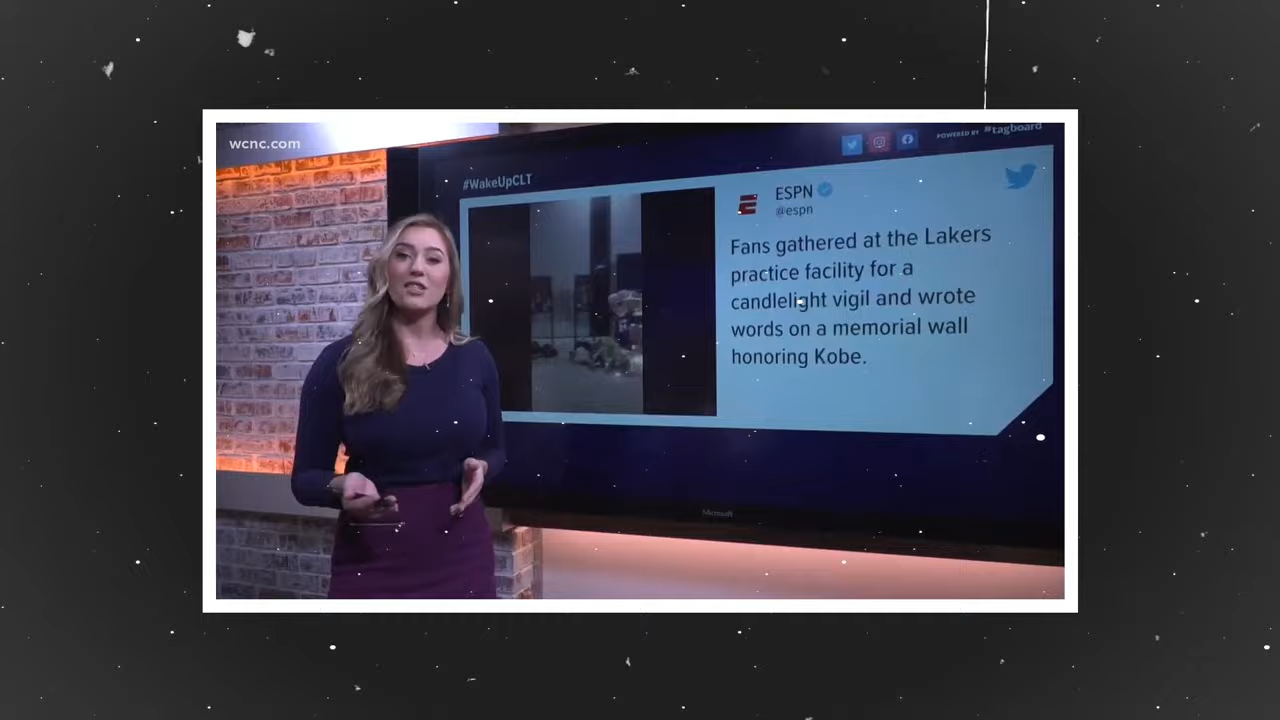 wcnc.com
POWERED BY #tagboard
#WakeUpCLT
ESPN
@espn
Fans gathered at the Lakers
practice facility for a
candlelight vigil and wrote
words on a memorial wall
honoring Kobe.
Microsoft